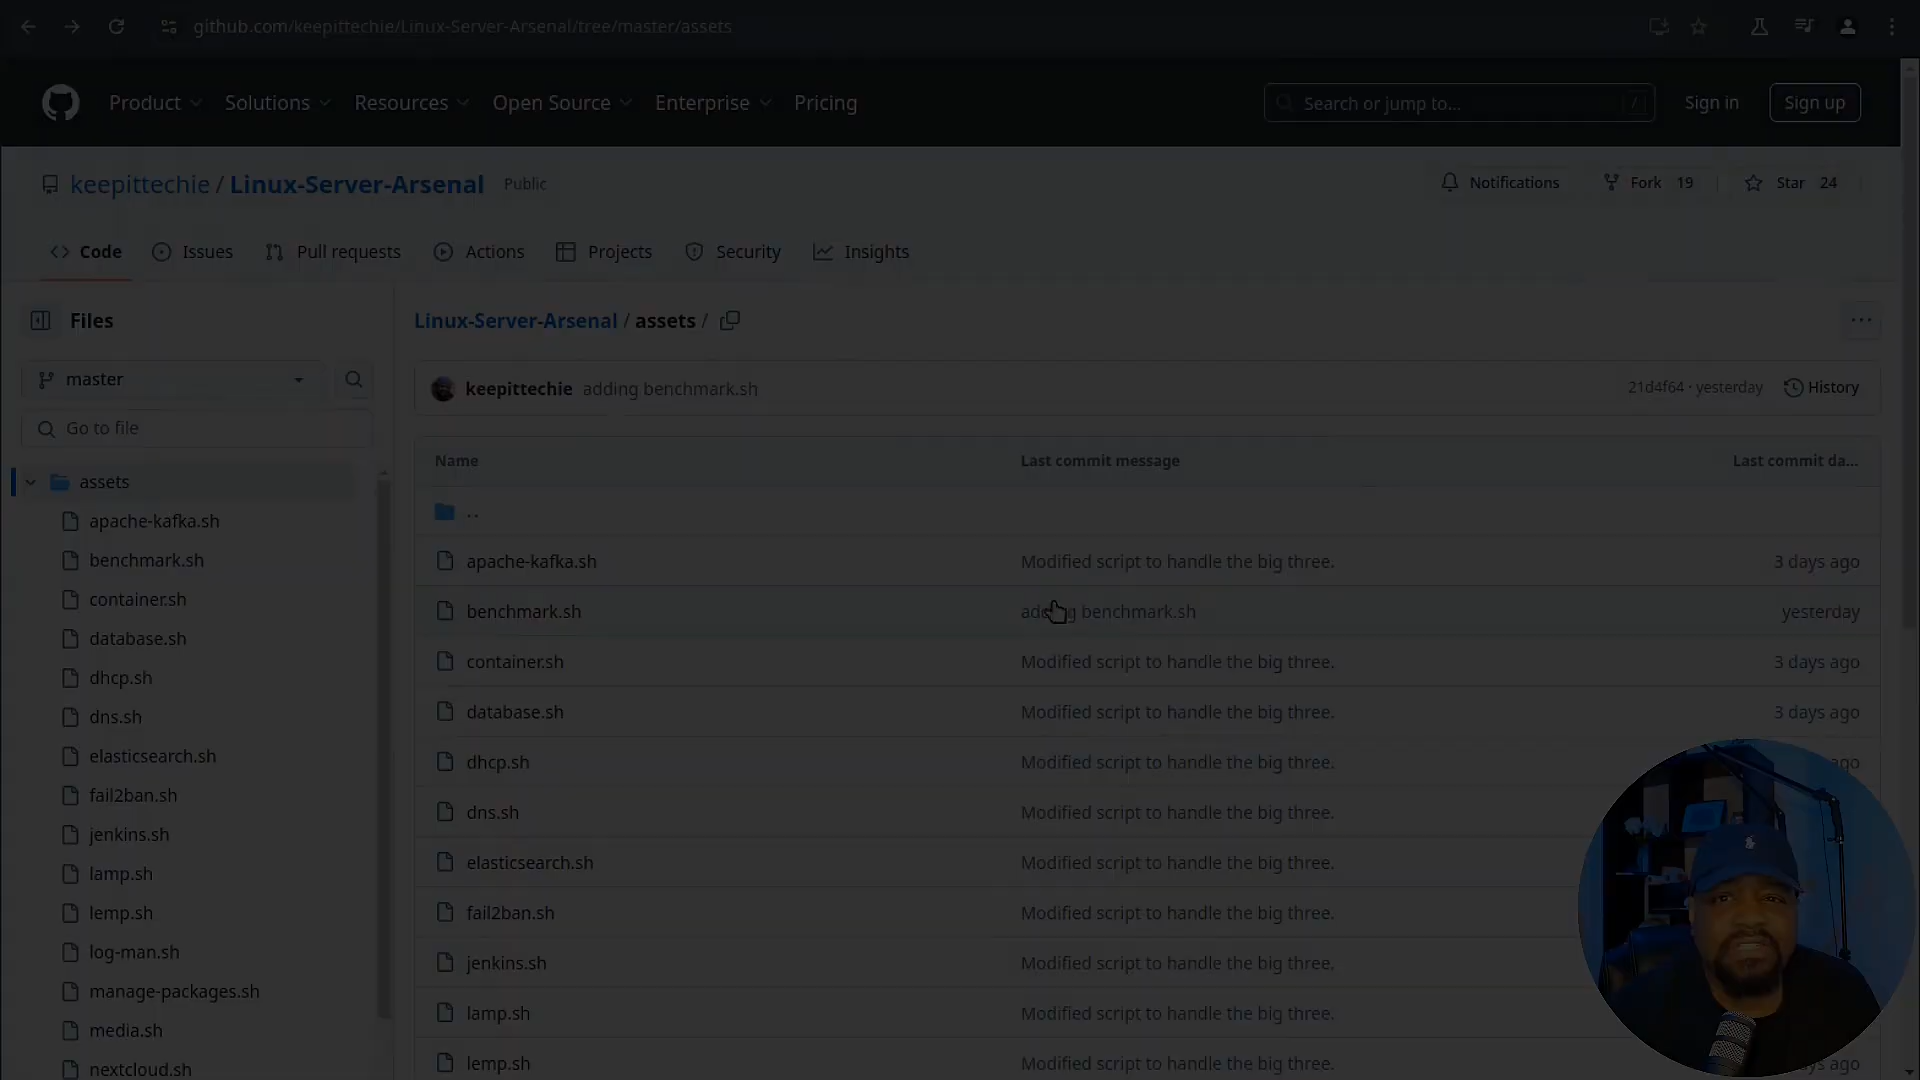 github.com/keepittechie/Linux-Server-Arsenal/tree/master/assets
Product Solutions Resources Open Source Enterprise Pricing
Search or jump to... /
Sign in Sign up
keepittechie / Linux-Server-Arsenal Public
Notifications Fork 19 Star 24
Code Issues Pull requests Actions Projects Security Insights
Files
master
Go to file
assets
apache-kafka.sh
benchmark.sh
container.sh
database.sh
dhcp.sh
dns.sh
elasticsearch.sh
fail2ban.sh
jenkins.sh
lamp.sh
lemp.sh
log-man.sh
manage-packages.sh
media.sh
nextcloud.sh
Linux-Server-Arsenal / assets /
keepittechie adding benchmark.sh 21d4f64 · yesterday History
Name Last commit message Last commit da...
..
apache-kafka.sh Modified script to handle the big three. 3 days ago
benchmark.sh adding benchmark.sh yesterday
container.sh Modified script to handle the big three. 3 days ago
database.sh Modified script to handle the big three. 3 days ago
dhcp.sh Modified script to handle the big three. ago
dns.sh Modified script to handle the big three.
elasticsearch.sh Modified script to handle the big three.
fail2ban.sh Modified script to handle the big three.
jenkins.sh Modified script to handle the big three.
lamp.sh Modified script to handle the big three.
lemp.sh Modified script to handle the big three. ago